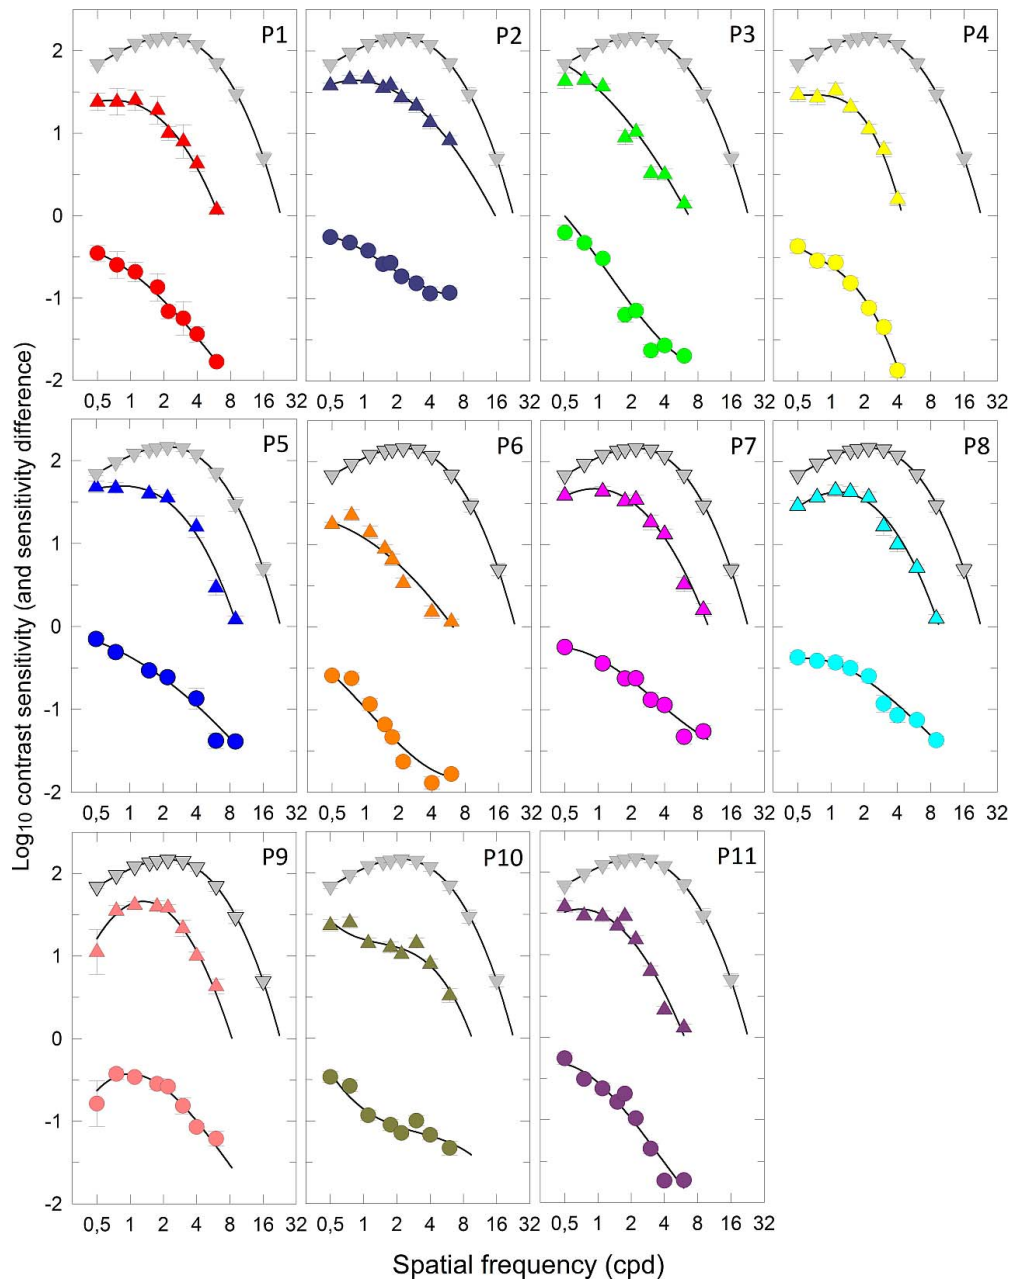 P1 P2 P3 P4
2
1
0
-1
-2
0,5 1 2 4 8 16 32 0,5 1 2 4 8 16 32 0,5 1 2 4 8 16 32 0,5 1 2 4 8 16 32
P5 P6 P7 P8
2
1
0
-1
-2
0,5 1 2 4 8 16 32 0,5 1 2 4 8 16 32 0,5 1 2 4 8 16 32 0,5 1 2 4 8 16 32
P9 P10 P11
2
1
0
-1
-2
0,5 1 2 4 8 16 32 0,5 1 2 4 8 16 32 0,5 1 2 4 8 16 32
Log10 contrast sensitivity (and sensitivity difference)
Spatial frequency (cpd)